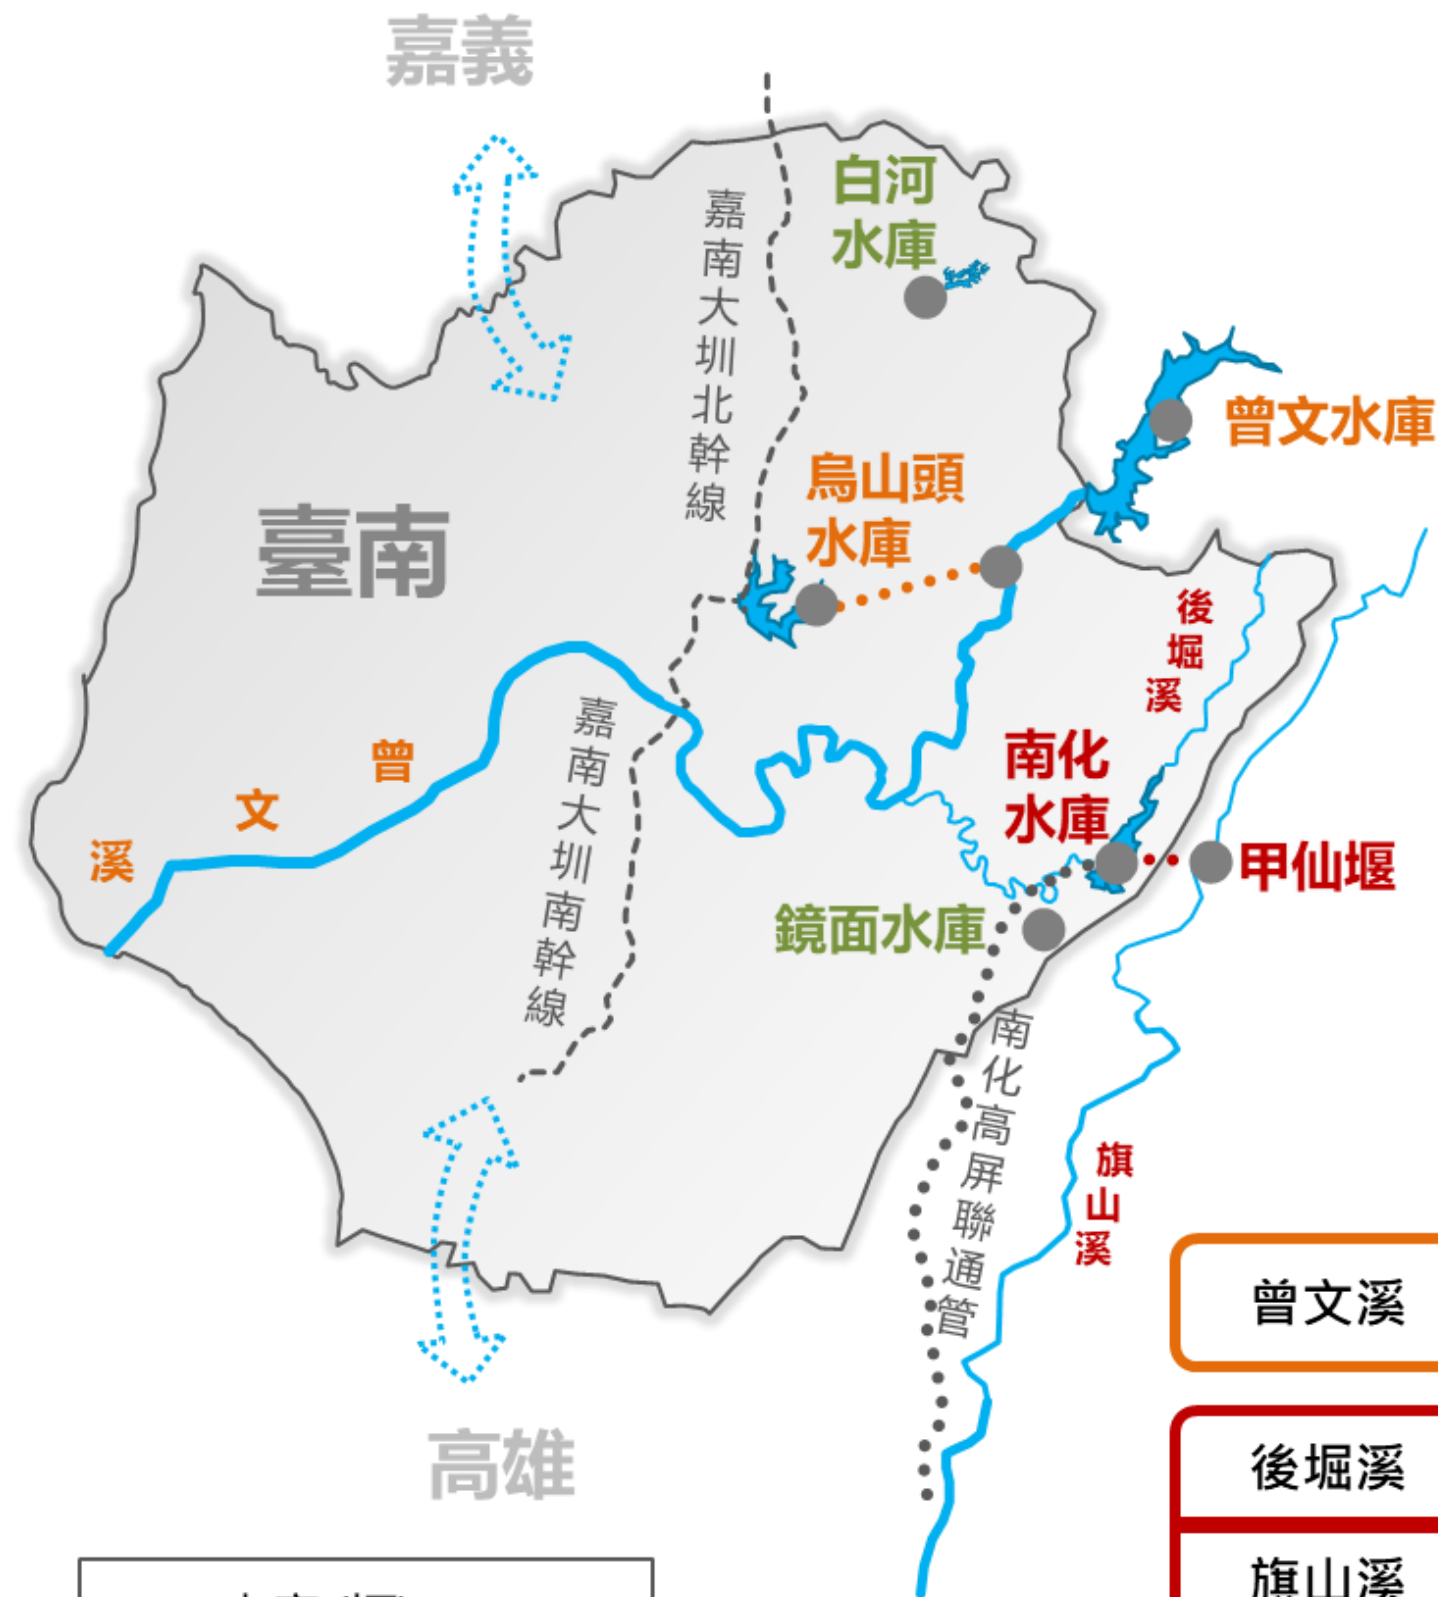 嘉義
白河
水庫
嘉南大圳北幹線
曾文水庫
烏山頭
水庫
臺南
後堀溪
嘉南大圳南幹線
南化
水庫
曾文溪
甲仙堰
鏡面水庫
南化高屏聯通管
旗山溪
高雄
曾文溪
後堀溪
旗山溪